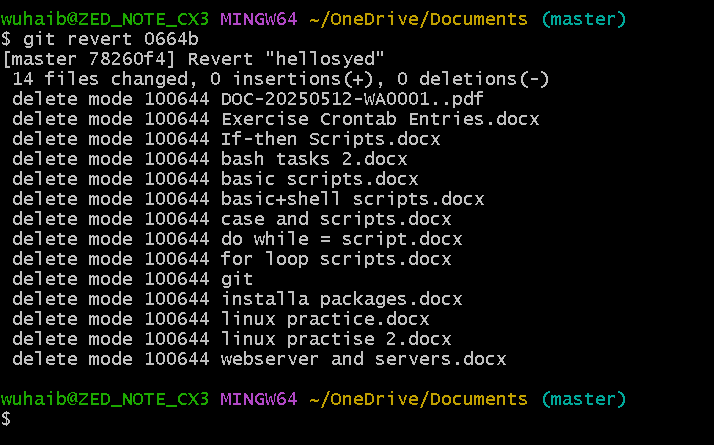 wuhaib@ZED_NOTE_CX3 MINGW64 ~/OneDrive/Documents (master)
$ git revert 0664b
[master 78260f4] Revert "hellosyed"
 14 files changed, 0 insertions(+), 0 deletions(-)
 delete mode 100644 DOC-20250512-WA0001..pdf
 delete mode 100644 Exercise Crontab Entries.docx
 delete mode 100644 If-then Scripts.docx
 delete mode 100644 bash tasks 2.docx
 delete mode 100644 basic scripts.docx
 delete mode 100644 basic+shell scripts.docx
 delete mode 100644 case and scripts.docx
 delete mode 100644 do while = script.docx
 delete mode 100644 for loop scripts.docx
 delete mode 100644 git
 delete mode 100644 installa packages.docx
 delete mode 100644 linux practice.docx
 delete mode 100644 linux practise 2.docx
 delete mode 100644 webserver and servers.docx
wuhaib@ZED_NOTE_CX3 MINGW64 ~/OneDrive/Documents (master)
$